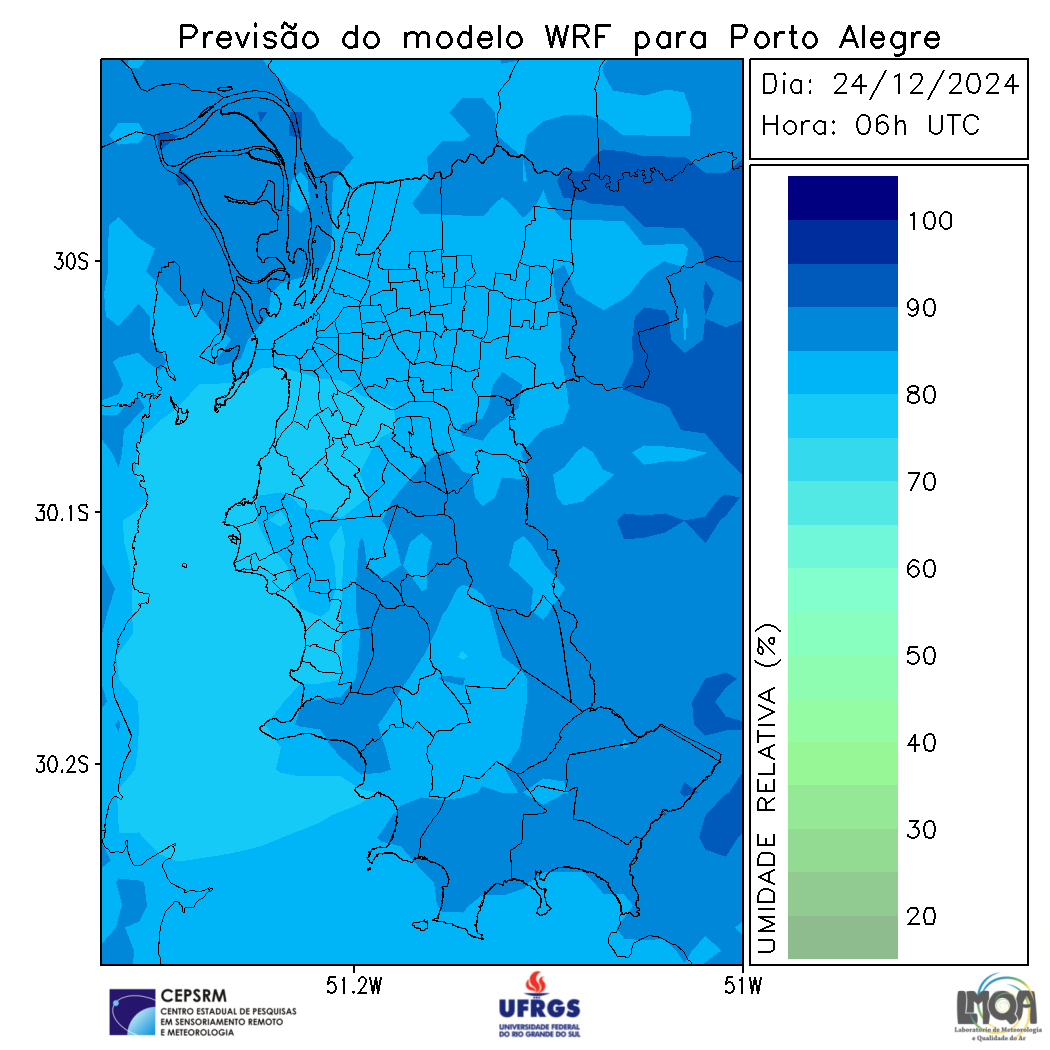 Previsão do modelo WRF para Porto Alegre
Dia: 24/12/2024
Hora: 06h UTC
100
90
80
70
60
50
40
30
20
UMIDADE RELATIVA (%)
30S
30.1S
30.2S
51.2W
51W
CEPSRM
CENTRO ESTADUAL DE PESQUISAS
EM SENSORIAMENTO REMOTO
E METEOROLOGIA
UFRGS
UNIVERSIDADE FEDERAL
DO RIO GRANDE DO SUL
LMQA
Laboratório de Meteorologia
e Qualidade do Ar